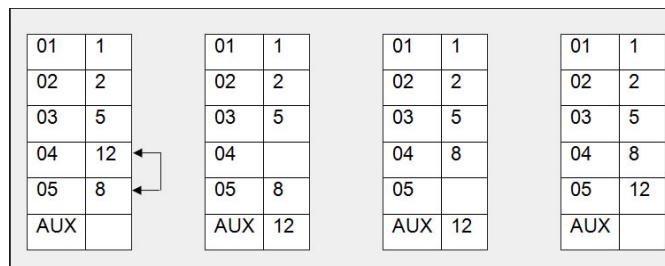 01 1 01 1 01 1 01 1
02 2 02 2 02 2 02 2
03 5 03 5 03 5 03 5
04 12 04 04 8 04 8
05 8 05 8 05 05 12
AUX AUX 12 AUX 12 AUX